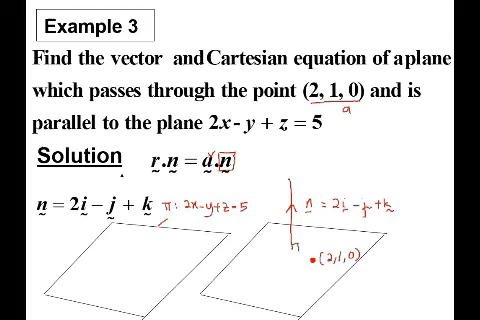 Example 3
Find the vector and Cartesian equation of a plane
which passes through the point (2, 1, 0) and is
a
parallel to the plane 2x - y + z = 5
Solution r.n = a.n
n = 2i - j + k
π : 2x-y+z=5
n = 2i - j + k
(2,1,0)